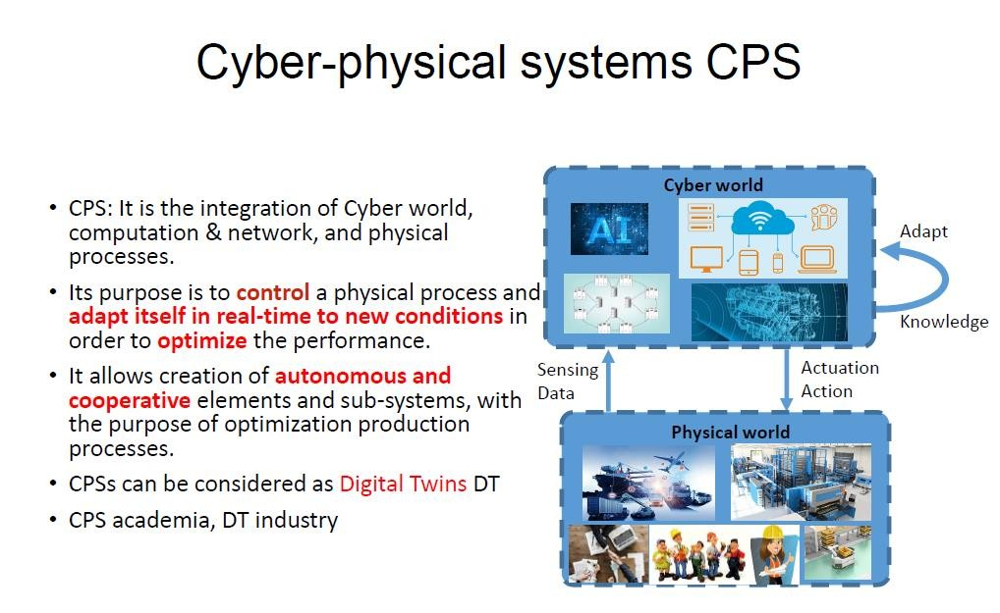 Cyber-physical systems CPS
• CPS: It is the integration of Cyber world,
computation & network, and physical
processes.
• Its purpose is to control a physical process and
adapt itself in real-time to new conditions in
order to optimize the performance.
• It allows creation of autonomous and
cooperative elements and sub-systems, with
the purpose of optimization production
processes.
• CPSs can be considered as Digital Twins DT
• CPS academia, DT industry
Cyber world
AI
Adapt
Knowledge
Sensing
Data
Actuation
Action
Physical world